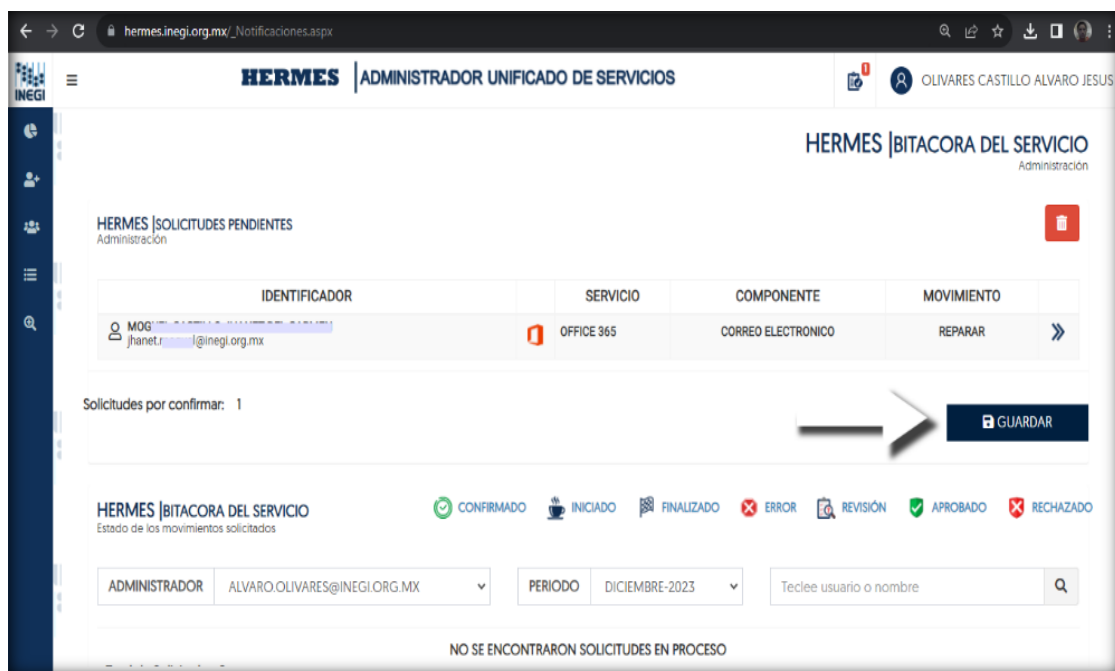 hermes.inegi.org.mx/_Notificaciones.aspx
INEGI
HERMES |ADMINISTRADOR UNIFICADO DE SERVICIOS
1
OLIVARES CASTILLO ALVARO JESUS
HERMES |BITACORA DEL SERVICIO
Administración
HERMES |SOLICITUDES PENDIENTES
Administración
IDENTIFICADOR SERVICIO COMPONENTE MOVIMIENTO
OFFICE 365 CORREO ELECTRONICO REPARAR
@inegi.org.mx
Solicitudes por confirmar: 1
GUARDAR
HERMES |BITACORA DEL SERVICIO
Estado de los movimientos solicitados
CONFIRMADO INICIADO FINALIZADO ERROR REVISIÓN APROBADO RECHAZADO
ADMINISTRADOR ALVARO.OLIVARES@INEGI.ORG.MX PERIODO DICIEMBRE-2023 Teclee usuario o nombre
NO SE ENCONTRARON SOLICITUDES EN PROCESO